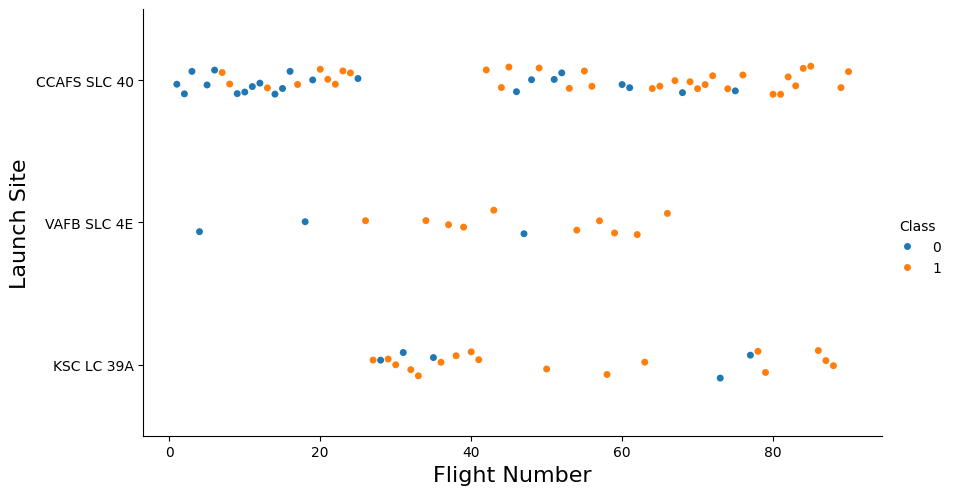 Launch Site
CCAFS SLC 40
VAFB SLC 4E
KSC LC 39A
0 20 40 60 80
Flight Number
Class
0
1